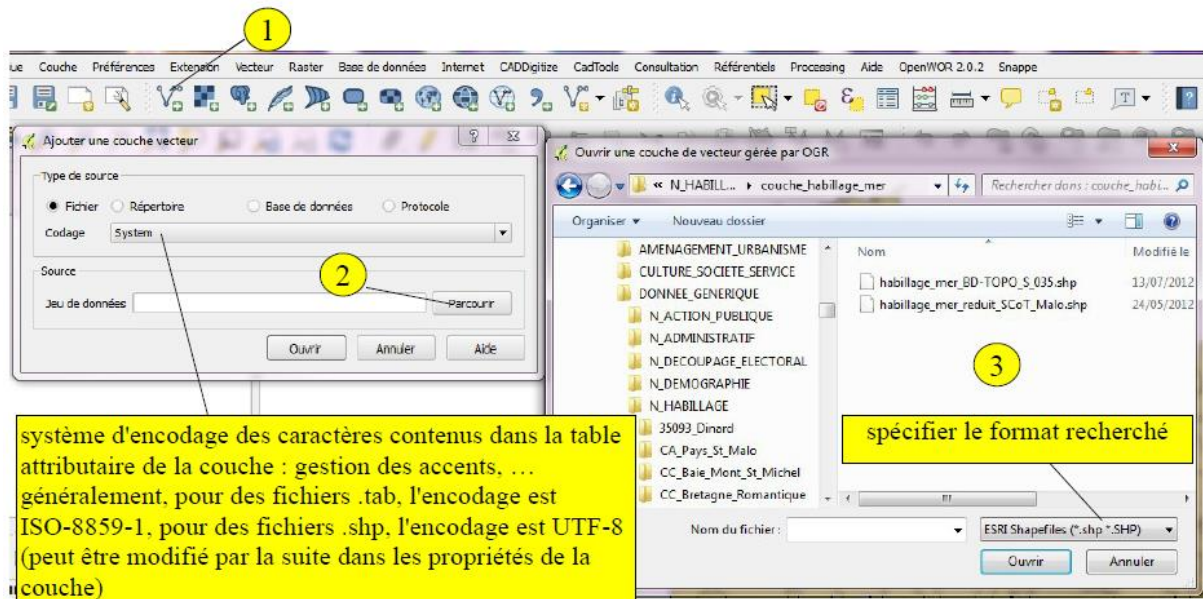 1
ue Couche Préférences Extension Vecteur Raster Base de données Internet CADDigitize CadTools Consultation Référentiels Processing Aide OpenWOR 2.0.2 Snappe
Ajouter une couche vecteur
Type de source
Fichier Répertoire Base de données Protocole
Codage System
Source
2
Jeu de données Parcourir
Ouvrir Annuler Aide
système d'encodage des caractères contenus dans la table
attributaire de la couche : gestion des accents, …
généralement, pour des fichiers .tab, l'encodage est
ISO-8859-1, pour des fichiers .shp, l'encodage est UTF-8
(peut être modifié par la suite dans les propriétés de la
couche)
Ouvrir une couche de vecteur gérée par OGR
« N_HABILL... couche_habillage_mer Rechercher dans : couche_habi...
Organiser Nouveau dossier
AMENAGEMENT_URBANISME
CULTURE_SOCIETE_SERVICE
DONNEE_GENERIQUE
N_ACTION_PUBLIQUE
N_ADMINISTRATIF
N_DECOUPAGE_ELECTORAL
N_DEMOGRAPHIE
N_HABILLAGE
35093_Dinard
CA_Pays_St_Malo
CC_Baie_Mont_St_Michel
CC_Bretagne_Romantique
Nom Modifié le
habillage_mer_BD-TOPO_S_035.shp 13/07/2012
habillage_mer_reduit_SCoT_Malo.shp 24/05/2012
3
spécifier le format recherché
Nom du fichier : ESRI Shapefiles (*.shp *.SHP)
Ouvrir Annuler